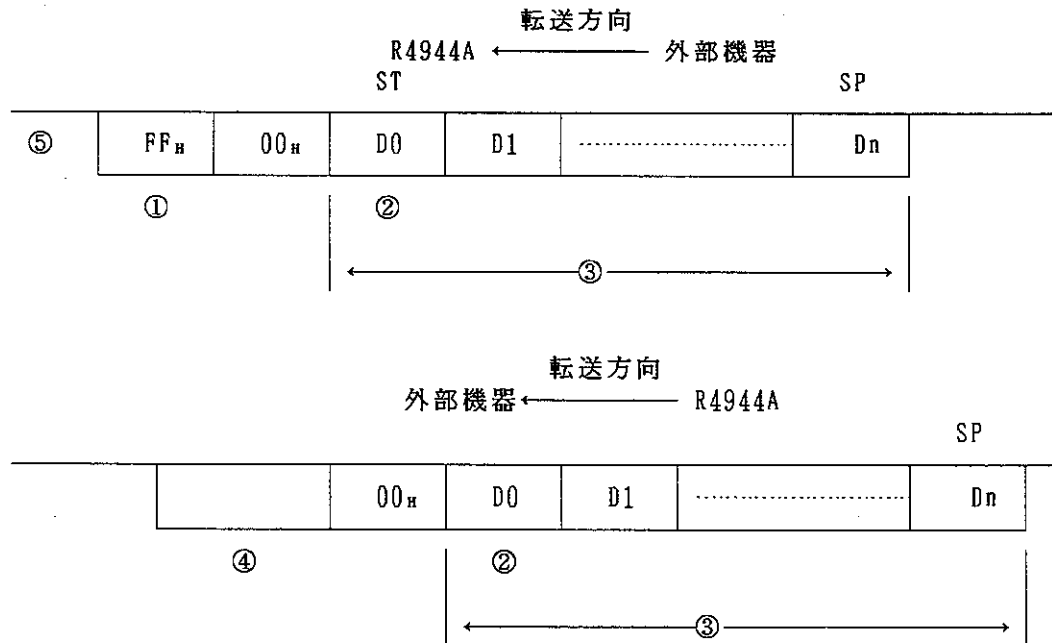 転送方向
R4944A ← 外部機器
ST SP
⑤ FFH 00H D0 D1 ………… Dn
① ②
③
転送方向
外部機器 ← R4944A
SP
00H D0 D1 ………… Dn
④ ②
③